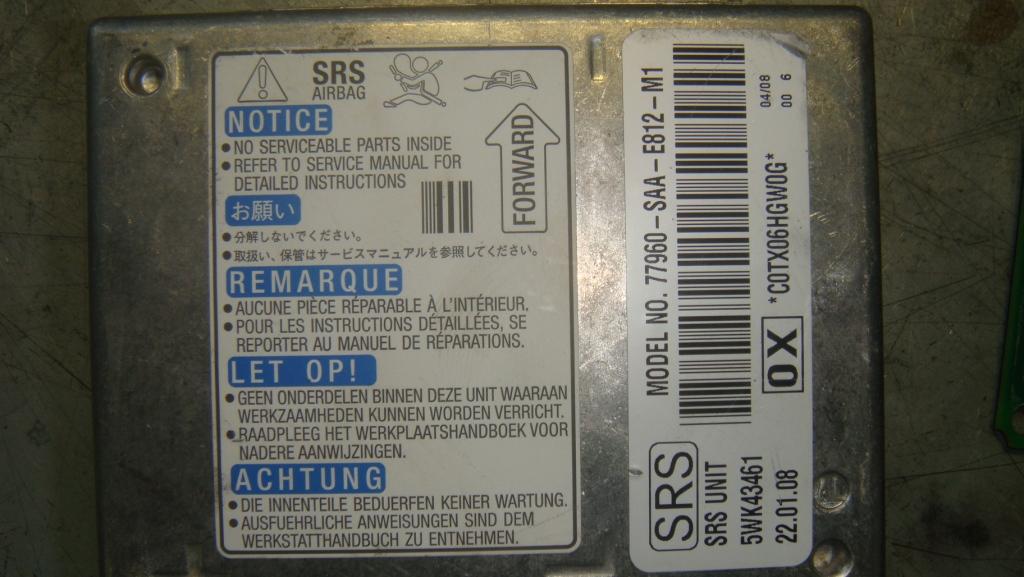 SRS
AIRBAG
NOTICE
● NO SERVICEABLE PARTS INSIDE
● REFER TO SERVICE MANUAL FOR
DETAILED INSTRUCTIONS
FORWARD
お願い
● 分解しないでください。
● 取扱い、保管はサービスマニュアルを参照してください。
REMARQUE
● AUCUNE PIÈCE RÉPARABLE À L'INTÉRIEUR.
● POUR LES INSTRUCTIONS DÉTAILLÉES, SE
REPORTER AU MANUEL DE RÉPARATIONS.
LET OP!
● GEEN ONDERDELEN BINNEN DEZE UNIT WAARAAN
WERKZAAMHEDEN KUNNEN WORDEN VERRICHT.
● RAADPLEEG HET WERKPLAATSHANDBOEK VOOR
NADERE AANWIJZINGEN.
ACHTUNG
● DIE INNENTEILE BEDUERFEN KEINER WARTUNG.
● AUSFUEHRLICHE ANWEISUNGEN SIND DEM
WERKSTATTHANDBUCH ZU ENTNEHMEN.
MODEL NO. 77960-SAA-E812-M1
04/08
00 6
*C0TX06HGW0G*
0X
SRS
SRS UNIT
5WK43461
22.01.08